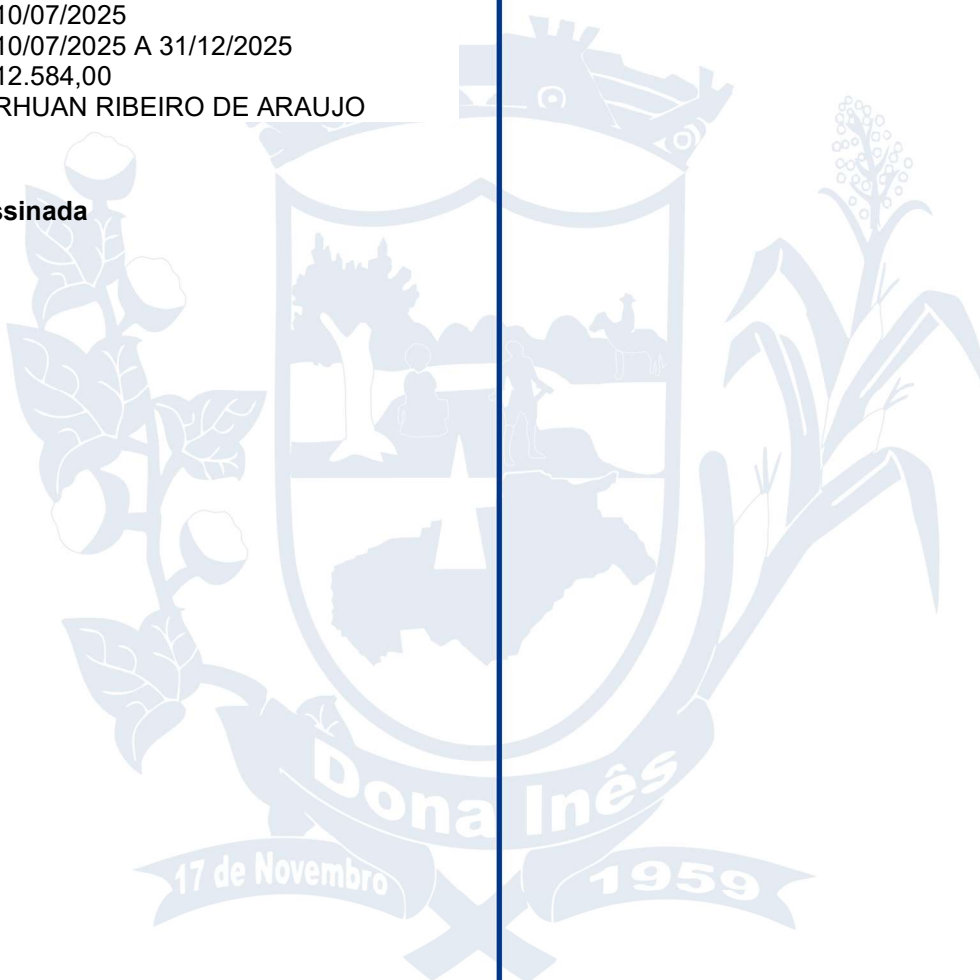 10/07/2025
10/07/2025 A 31/12/2025
12.584,00
RHUAN RIBEIRO DE ARAUJO
ssinada
Dona Inês
17 de Novembro
1959